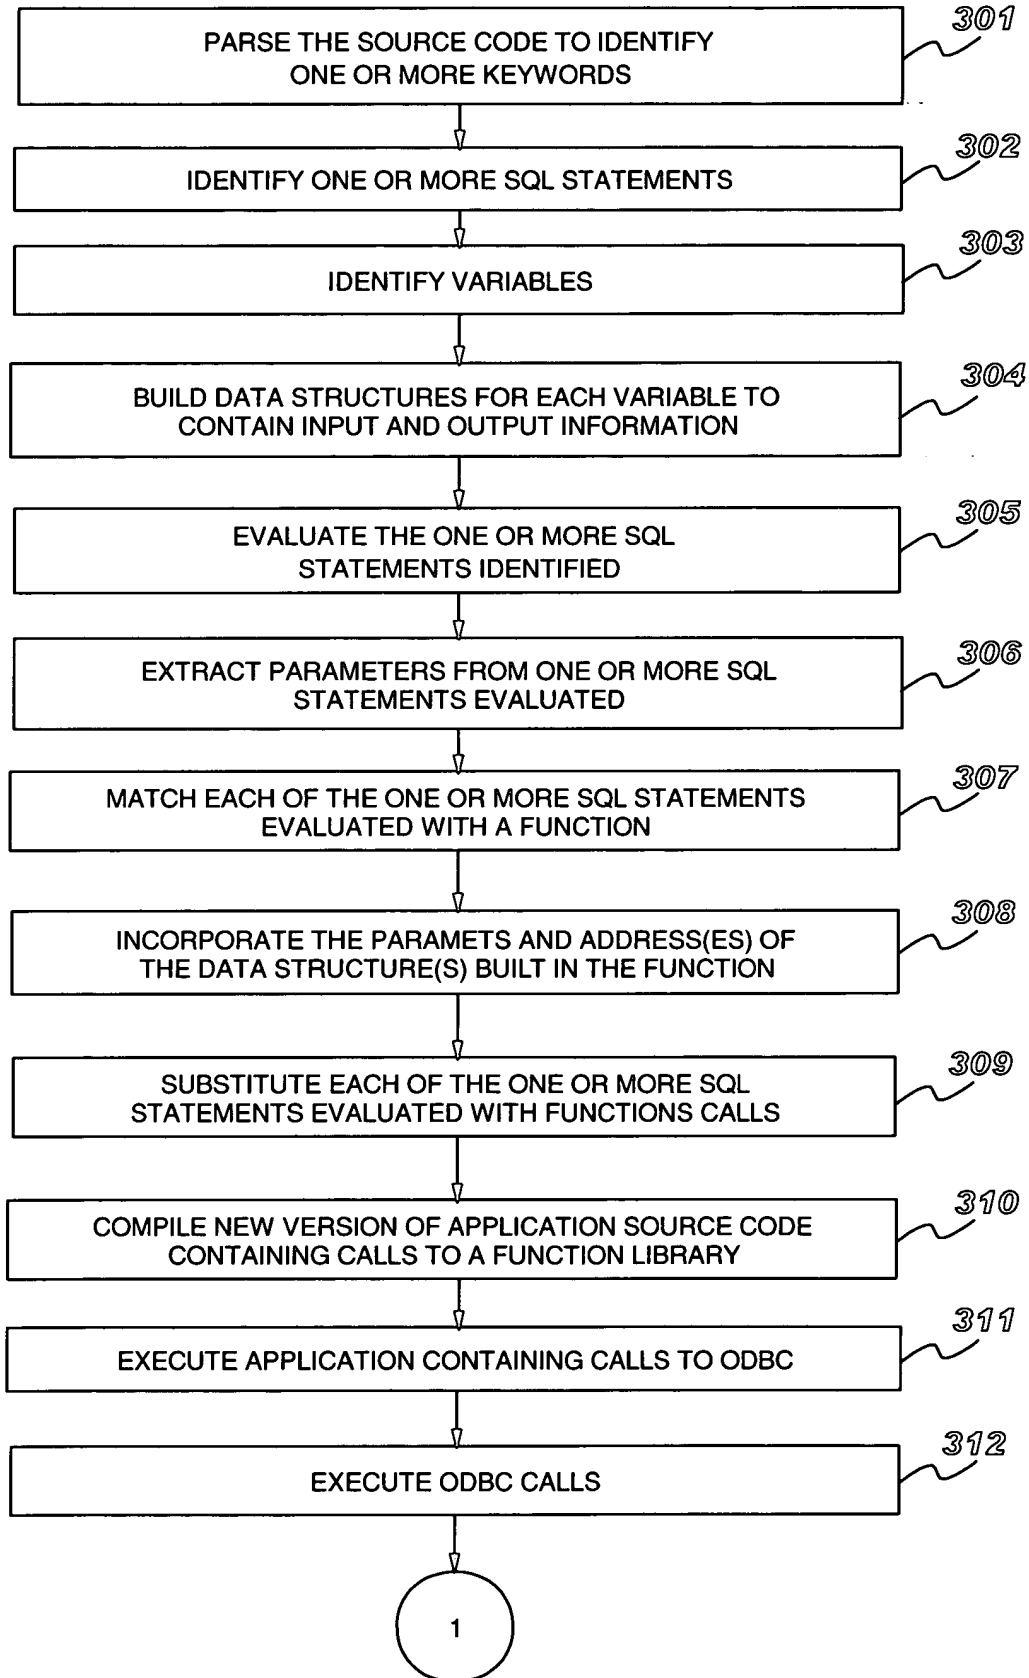 301
PARSE THE SOURCE CODE TO IDENTIFY
ONE OR MORE KEYWORDS
302
IDENTIFY ONE OR MORE SQL STATEMENTS
303
IDENTIFY VARIABLES
304
BUILD DATA STRUCTURES FOR EACH VARIABLE TO
CONTAIN INPUT AND OUTPUT INFORMATION
305
EVALUATE THE ONE OR MORE SQL
STATEMENTS IDENTIFIED
306
EXTRACT PARAMETERS FROM ONE OR MORE SQL
STATEMENTS EVALUATED
307
MATCH EACH OF THE ONE OR MORE SQL STATEMENTS
EVALUATED WITH A FUNCTION
308
INCORPORATE THE PARAMETS AND ADDRESS(ES) OF
THE DATA STRUCTURE(S) BUILT IN THE FUNCTION
309
SUBSTITUTE EACH OF THE ONE OR MORE SQL
STATEMENTS EVALUATED WITH FUNCTIONS CALLS
310
COMPILE NEW VERSION OF APPLICATION SOURCE CODE
CONTAINING CALLS TO A FUNCTION LIBRARY
311
EXECUTE APPLICATION CONTAINING CALLS TO ODBC
312
EXECUTE ODBC CALLS
1